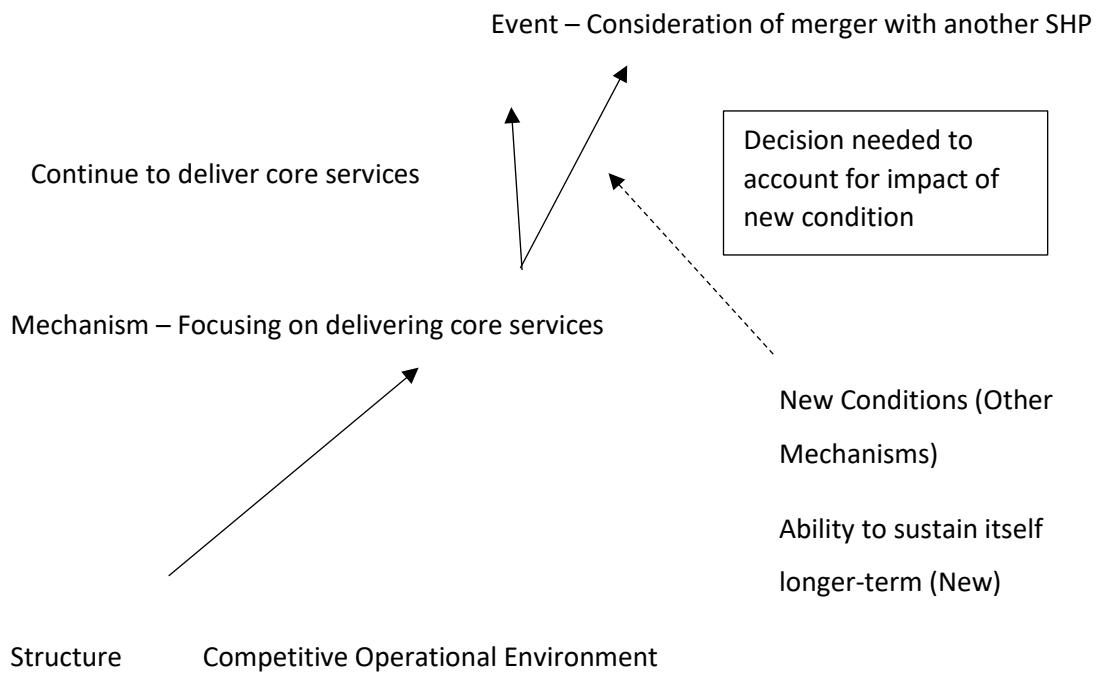 Event – Consideration of merger with another SHP
Decision needed to
account for impact of
new condition
Continue to deliver core services
Mechanism – Focusing on delivering core services
New Conditions (Other
Mechanisms)
Ability to sustain itself
longer-term (New)
Structure Competitive Operational Environment